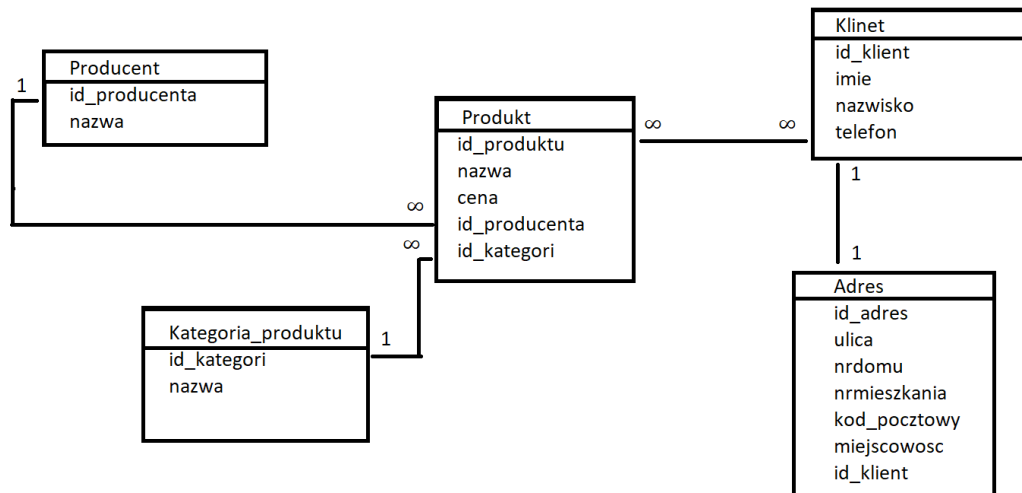 Producent
id_producenta
nazwa
1
∞
Produkt
id_produktu
nazwa
cena
id_producenta
id_kategori
∞
∞
∞
Klinet
id_klient
imie
nazwisko
telefon
1
1
Kategoria_produktu
id_kategori
nazwa
1
Adres
id_adres
ulica
nrdomu
nrmieszkania
kod_pocztowy
miejscowosc
id_klient